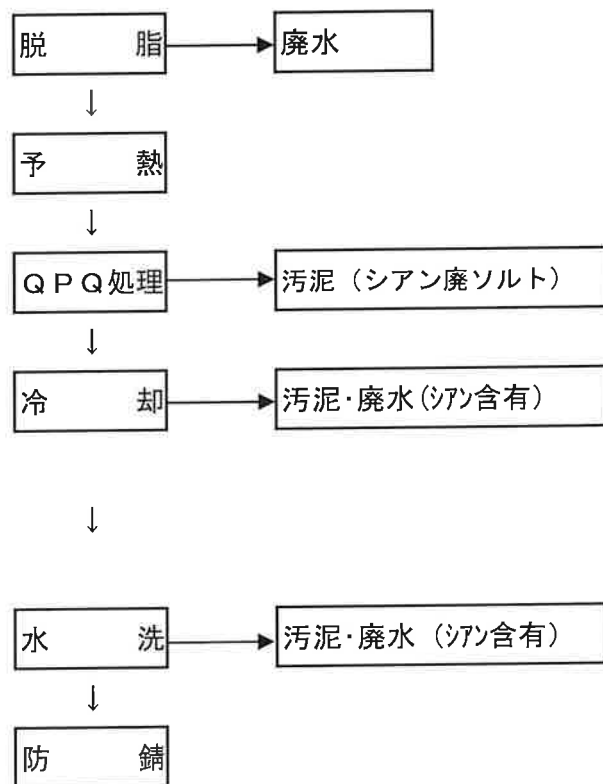 脱　　脂　廃水
↓
予　　熱
↓
ＱＰＱ処理　汚泥（シアン廃ソルト）
↓
冷　　却　汚泥・廃水(ｼｱﾝ含有)
↓
水　　洗　汚泥・廃水（ｼｱﾝ含有）
↓
防　　錆